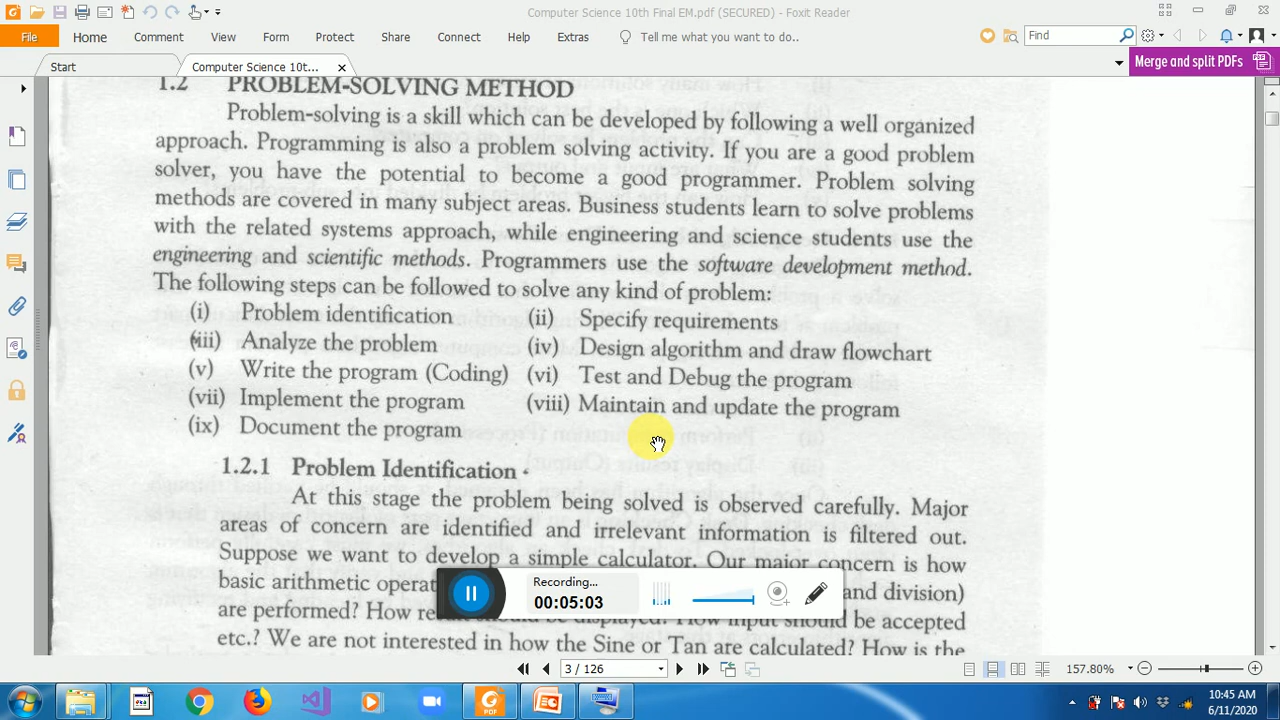 Computer Science 10th Final EM.pdf (SECURED) - Foxit Reader
File Home Comment View Form Protect Share Connect Help Extras Tell me what you want to do.. Find
Start Computer Science 10t... Merge and split PDFs
1.2 PROBLEM-SOLVING METHOD
Problem-solving is a skill which can be developed by following a well organized
approach. Programming is also a problem solving activity. If you are a good problem
solver, you have the potential to become a good programmer. Problem solving
methods are covered in many subject areas. Business students learn to solve problems
with the related systems approach, while engineering and science students use the
engineering and scientific methods. Programmers use the software development method.
The following steps can be followed to solve any kind of problem:
(i) Problem identification (ii) Specify requirements
(iii) Analyze the problem (iv) Design algorithm and draw flowchart
(v) Write the program (Coding) (vi) Test and Debug the program
(vii) Implement the program (viii) Maintain and update the program
(ix) Document the program
1.2.1 Problem Identification
At this stage the problem being solved is observed carefully. Major
areas of concern are identified and irrelevant information is filtered out.
Suppose we want to develop a simple calculator. Our major concern is how
basic arithmetic operat and division)
Recording...
00:05:03
are performed? How re should be displayed? How input should be accepted
etc.? We are not interested in how the Sine or Tan are calculated? How is the
3 / 126 157.80%
PDF
10:45 AM
6/11/2020